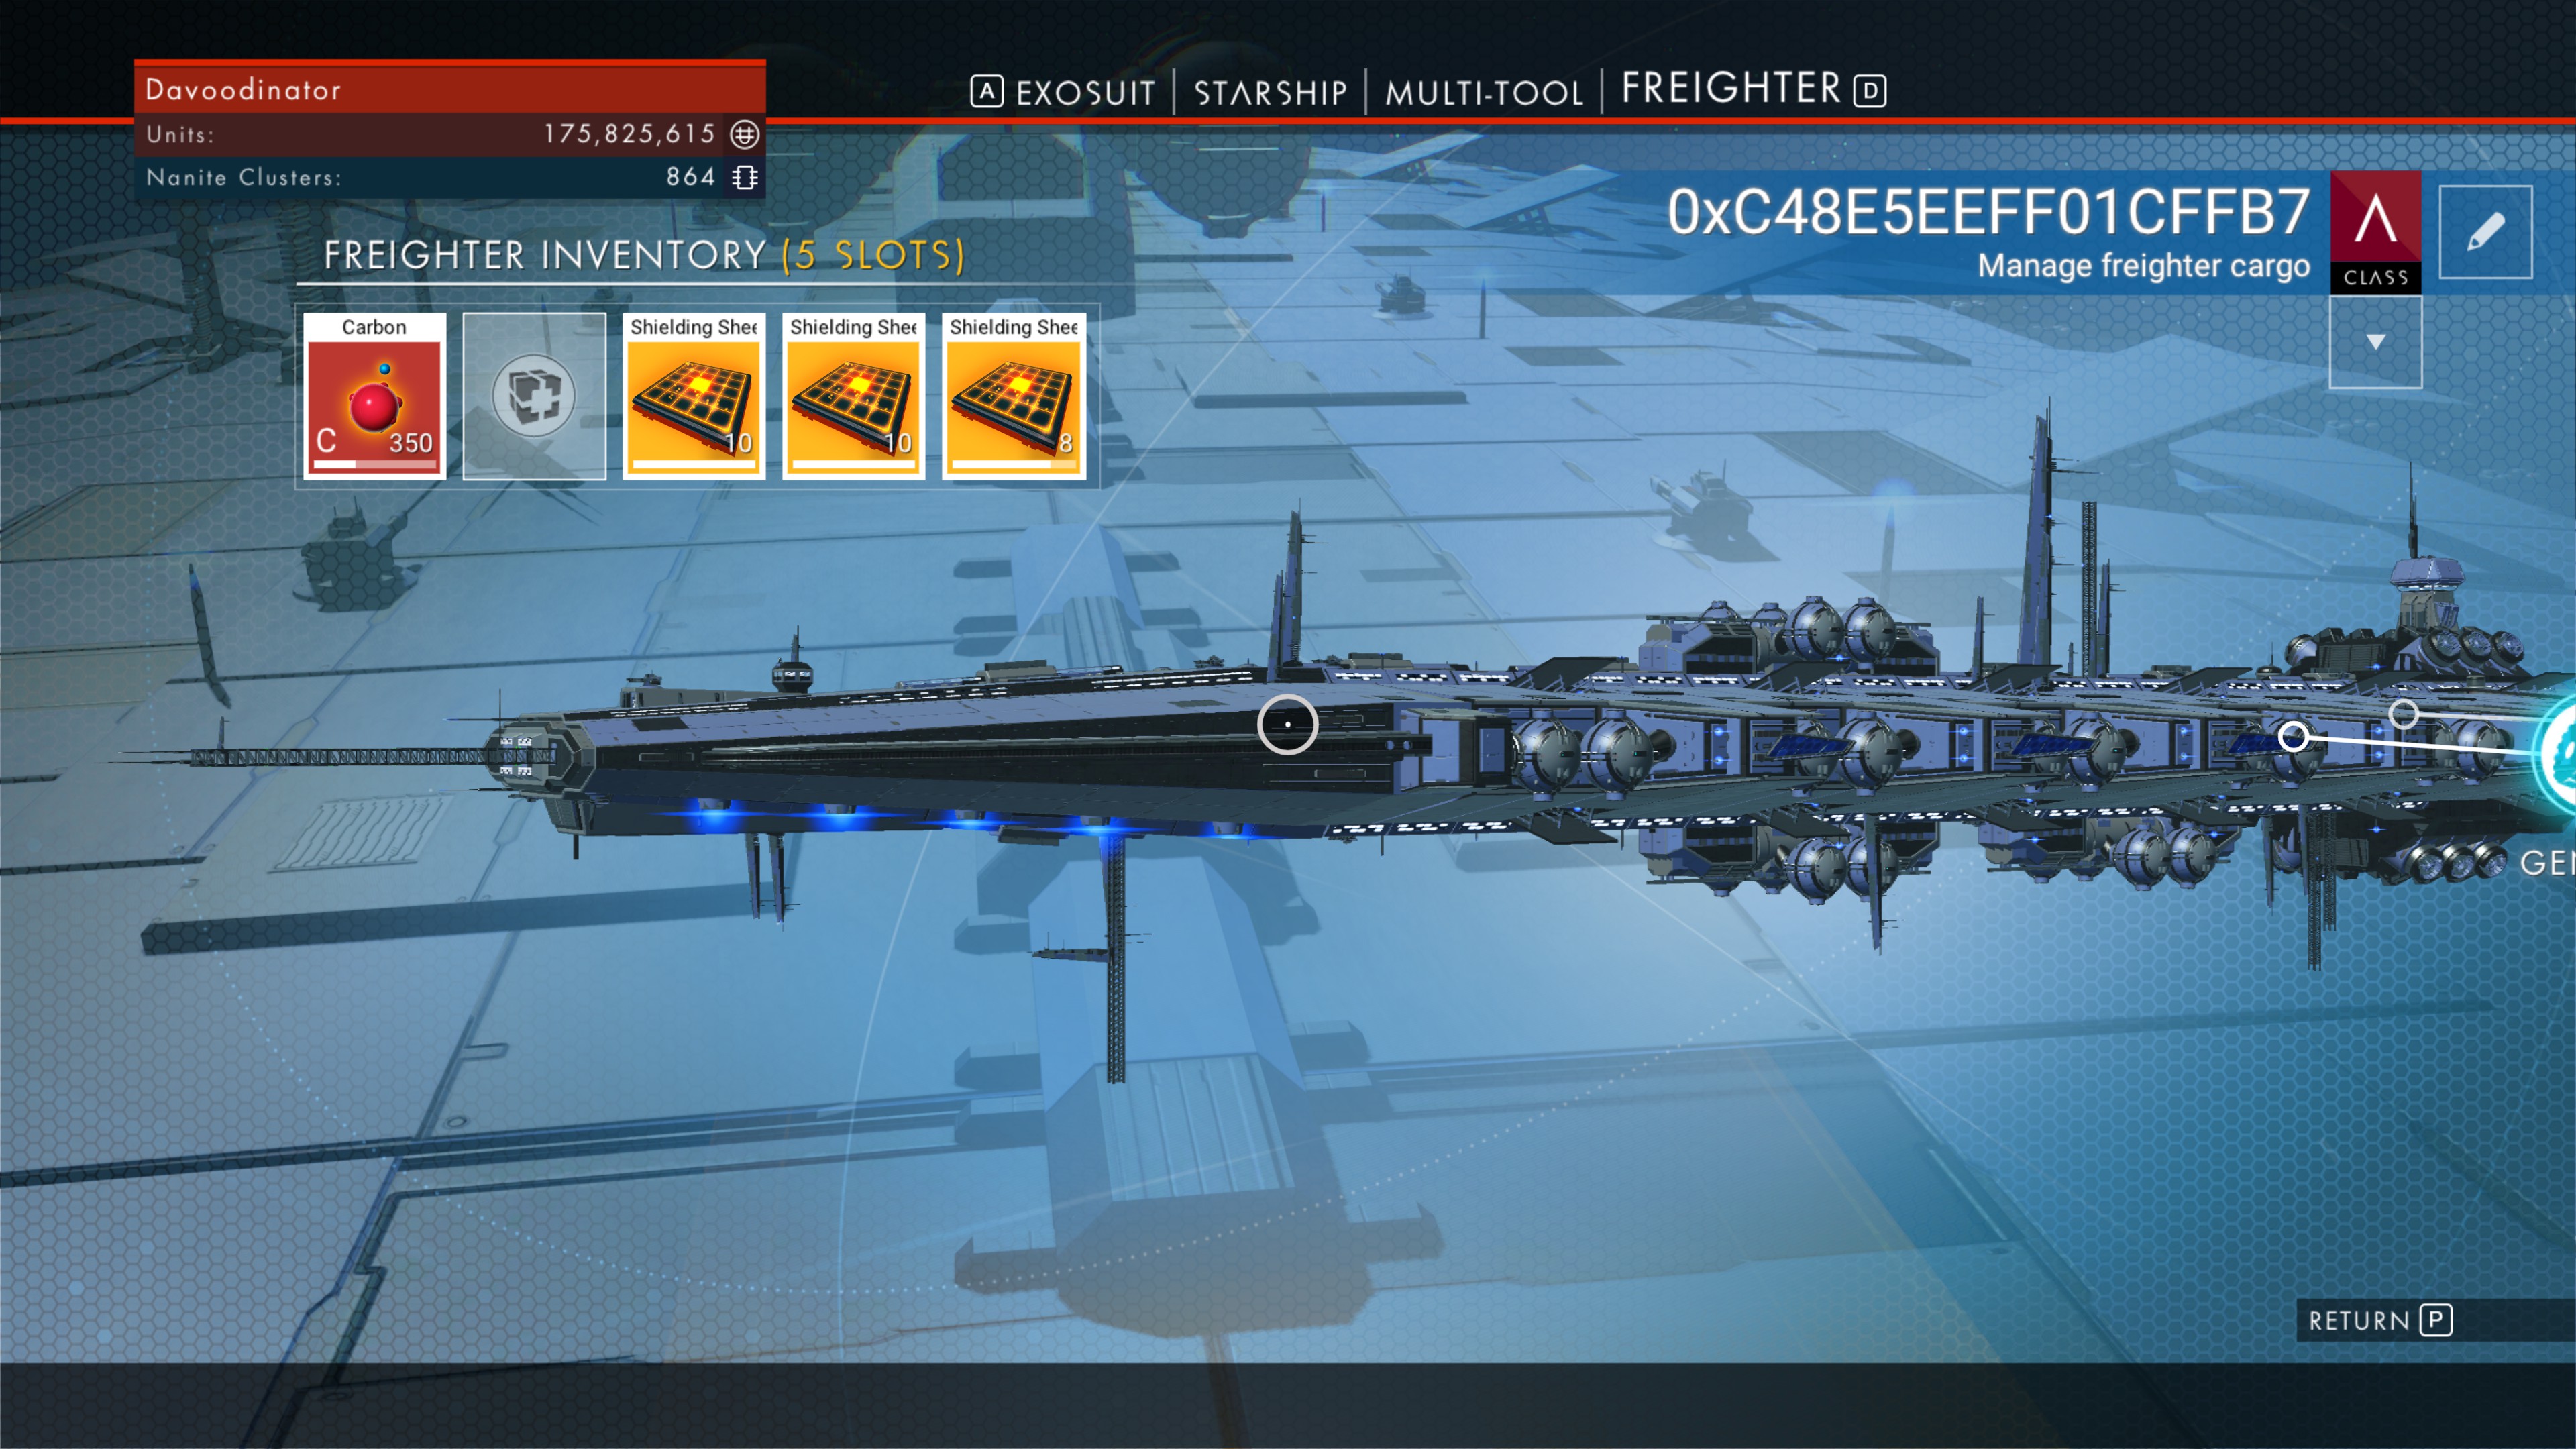 Davoodinator
Units: 175,825,615
Nanite Clusters: 864
A EXOSUIT STARSHIP MULTI-TOOL FREIGHTER D
0xC48E5EEFF01CFFB7
Manage freighter cargo
A
CLASS
FREIGHTER INVENTORY (5 SLOTS)
Carbon
C 350
Shielding Shee
10
Shielding Shee
10
Shielding Shee
8
GEN
RETURN P